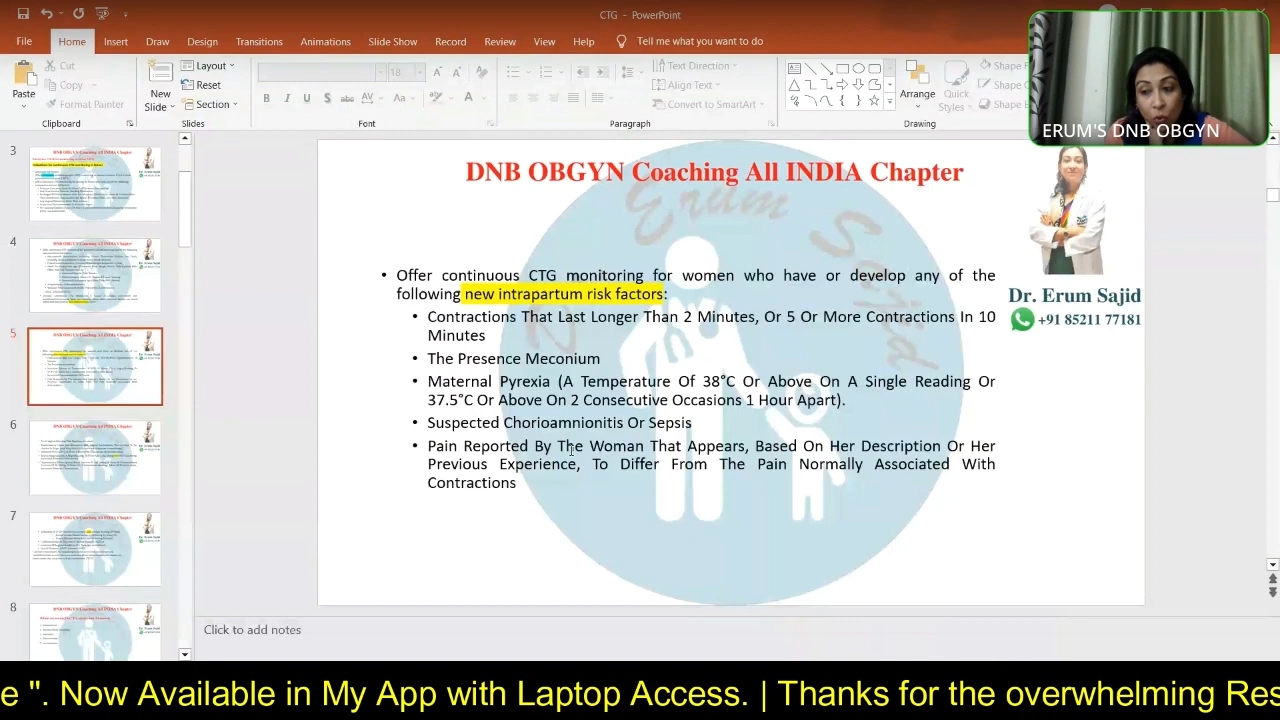 CTG - PowerPoint
File Home Insert Draw Design Transitions Animations Slide Show Record Review View Help Tell me what you want to do
Paste
Cut
Copy
Format Painter
Clipboard
New
Slide
Layout
Reset
Section
Slides
18
B I U S abc AV Aa A
Font
Text Direction
Align Text
Convert to SmartArt
Paragraph
Arrange
Quick
Styles
Shape
Shape
Shape
Drawing
ERUM'S DNB OBGYN
3
4
5
6
7
8
DNB OBGYN Coaching All INDIA Chapter
• Offer continuous CTG monitoring for women who have or develop any of the
following new intrapartum risk factors:
• Contractions That Last Longer Than 2 Minutes, Or 5 Or More Contractions In 10
Minutes
• The Presence Of Meconium
• Maternal Pyrexia (A Temperature Of 38°C Or Above On A Single Reading Or
37.5°C Or Above On 2 Consecutive Occasions 1 Hour Apart).
• Suspected Chorioamnionitis Or Sepsis
• Pain Reported By The Woman That Appears, Based On Her Description Or Her
Previous Experience, To Differ From The Pain Normally Associated With
Contractions
Dr. Erum Sajid
+91 85211 77181
Click to add notes
e ". Now Available in My App with Laptop Access. | Thanks for the overwhelming Res